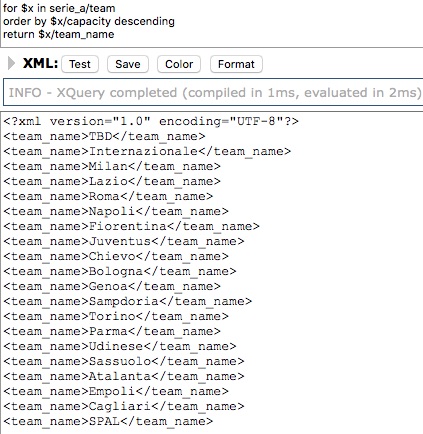 for $x in serie_a/team
order by $x/capacity descending
return $x/team_name
XML: Test Save Color Format
INFO - XQuery completed (compiled in 1ms, evaluated in 2ms)
<?xml version="1.0" encoding="UTF-8"?>
<team_name>TBD</team_name>
<team_name>Internazionale</team_name>
<team_name>Milan</team_name>
<team_name>Lazio</team_name>
<team_name>Roma</team_name>
<team_name>Napoli</team_name>
<team_name>Fiorentina</team_name>
<team_name>Juventus</team_name>
<team_name>Chievo</team_name>
<team_name>Bologna</team_name>
<team_name>Genoa</team_name>
<team_name>Sampdoria</team_name>
<team_name>Torino</team_name>
<team_name>Parma</team_name>
<team_name>Udinese</team_name>
<team_name>Sassuolo</team_name>
<team_name>Atalanta</team_name>
<team_name>Empoli</team_name>
<team_name>Cagliari</team_name>
<team_name>SPAL</team_name>